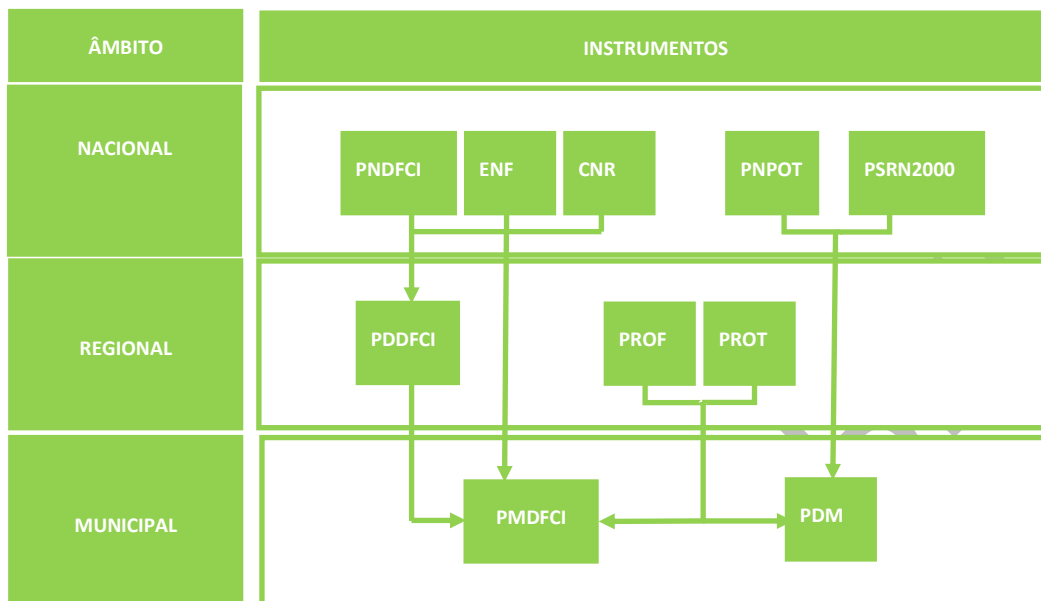 ÂMBITO
INSTRUMENTOS
NACIONAL
PNDFCI
ENF
CNR
PNPOT
PSRN2000
REGIONAL
PDDFCI
PROF
PROT
MUNICIPAL
PMDFCI
PDM